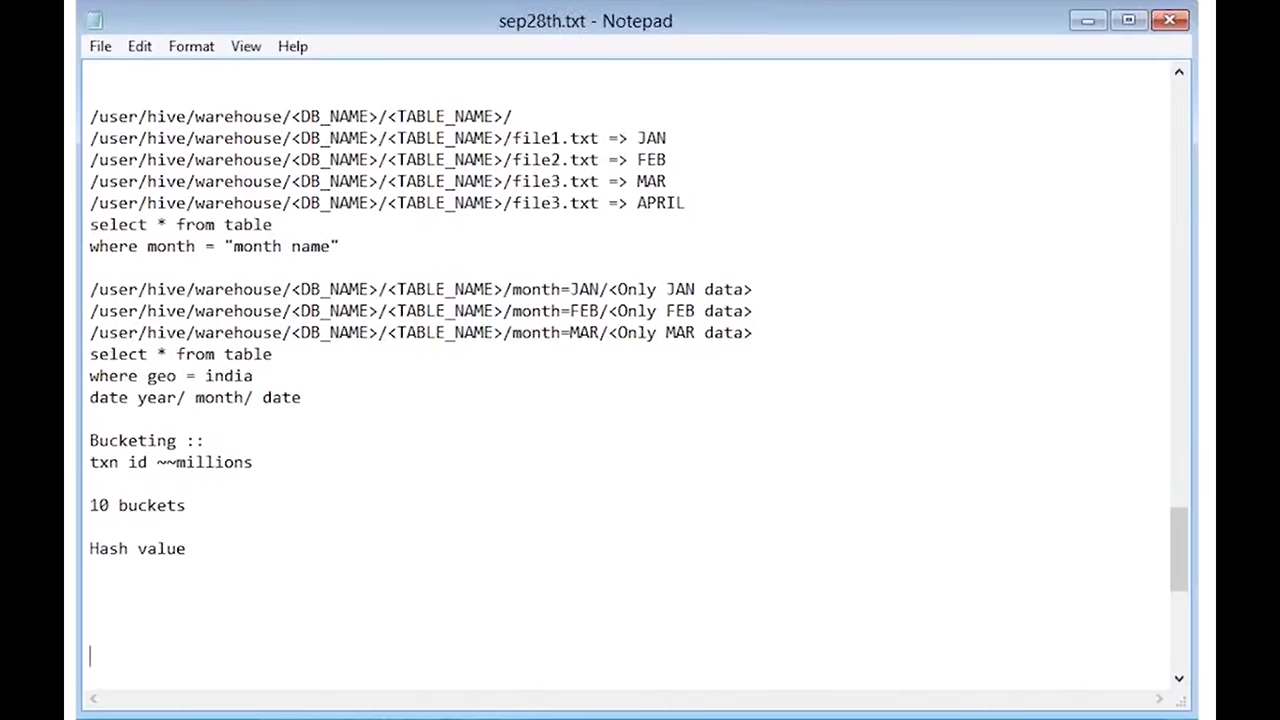 sep28th.txt - Notepad
File Edit Format View Help
/user/hive/warehouse/<DB_NAME>/<TABLE_NAME>/
/user/hive/warehouse/<DB_NAME>/<TABLE_NAME>/file1.txt => JAN
/user/hive/warehouse/<DB_NAME>/<TABLE_NAME>/file2.txt => FEB
/user/hive/warehouse/<DB_NAME>/<TABLE_NAME>/file3.txt => MAR
/user/hive/warehouse/<DB_NAME>/<TABLE_NAME>/file3.txt => APRIL
select * from table
where month = "month name"
/user/hive/warehouse/<DB_NAME>/<TABLE_NAME>/month=JAN/<Only JAN data>
/user/hive/warehouse/<DB_NAME>/<TABLE_NAME>/month=FEB/<Only FEB data>
/user/hive/warehouse/<DB_NAME>/<TABLE_NAME>/month=MAR/<Only MAR data>
select * from table
where geo = india
date year/ month/ date
Bucketing ::
txn id ~~millions
10 buckets
Hash value